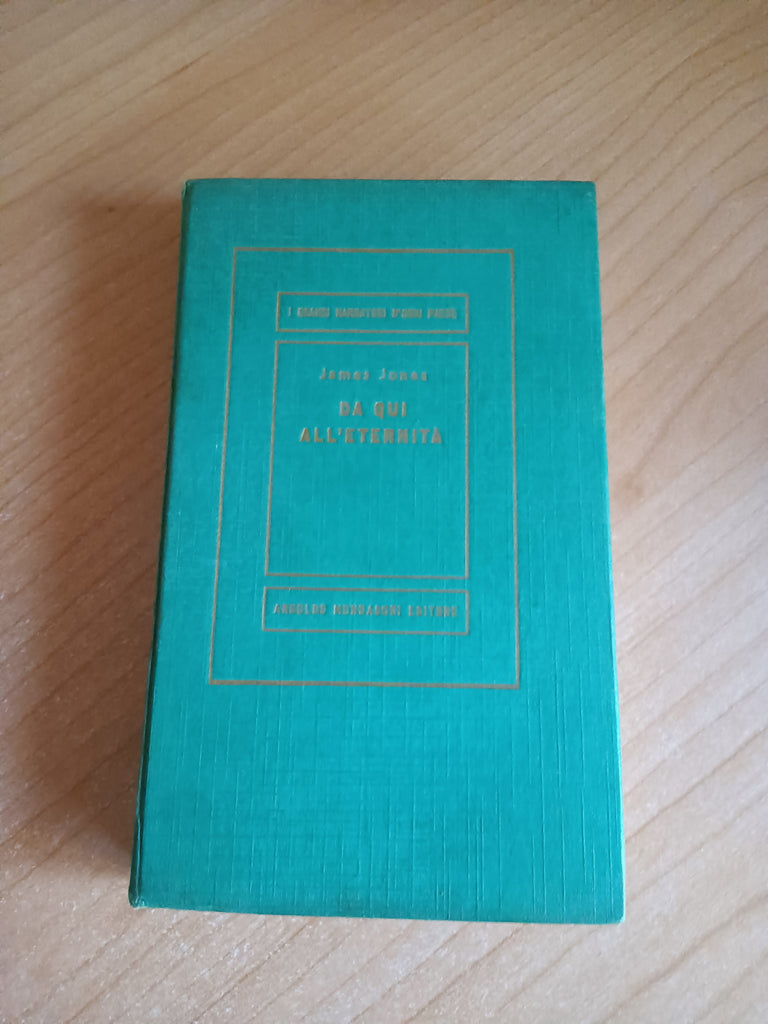 I GRANDI NARRATORI D'OGNI PAESE
James Jones
DA QUI
ALL'ETERNITÀ
ARNOLDO MONDADORI EDITORE